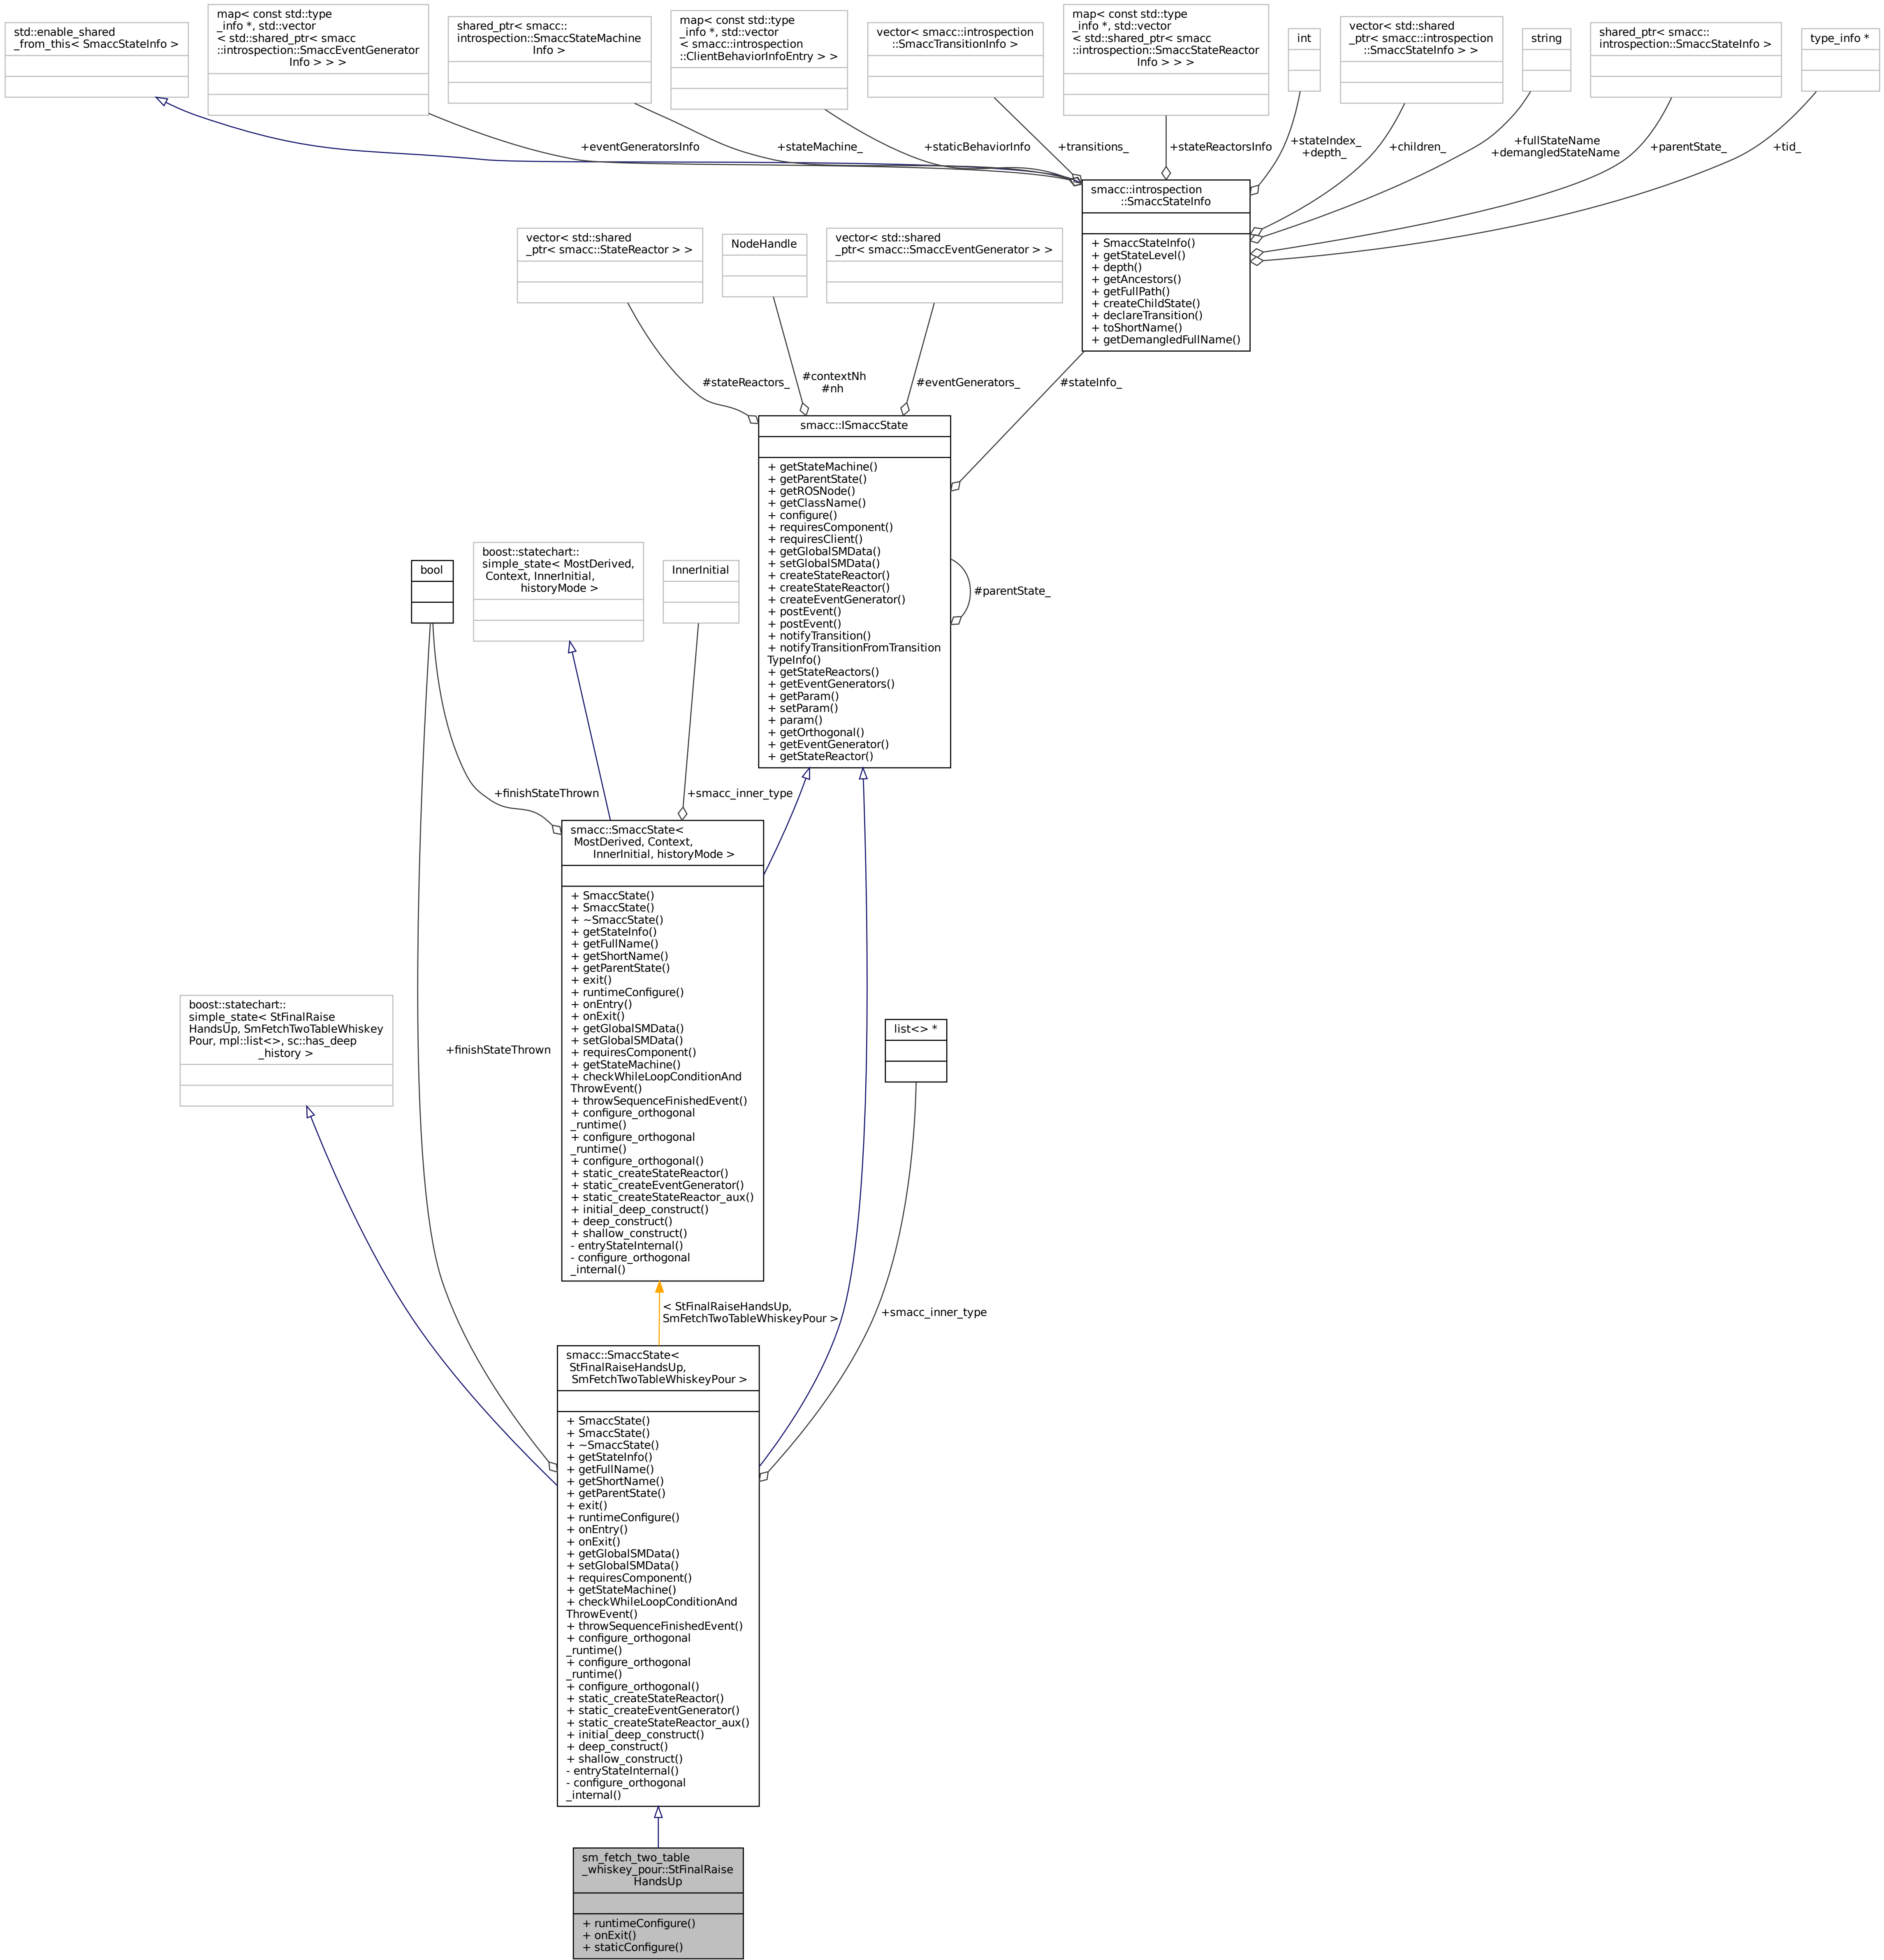 std::enable_shared
_from_this< SmaccStateInfo >
map< const std::type
_info *, std::vector
< std::shared_ptr< smacc
::introspection::SmaccEventGenerator
Info > > >
shared_ptr< smacc::
introspection::SmaccStateMachine
Info >
map< const std::type
_info *, std::vector
< smacc::introspection
::ClientBehaviorInfoEntry > >
vector< smacc::introspection
::SmaccTransitionInfo >
map< const std::type
_info *, std::vector
< std::shared_ptr< smacc
::introspection::SmaccStateReactor
Info > > >
int
vector< std::shared
_ptr< smacc::introspection
::SmaccStateInfo > >
string
shared_ptr< smacc::
introspection::SmaccStateInfo >
type_info *
+eventGeneratorsInfo
+stateMachine_
+staticBehaviorInfo
+transitions_
+stateReactorsInfo
+stateIndex_
+depth_
+children_
+fullStateName
+demangledStateName
+parentState_
+tid_
smacc::introspection
::SmaccStateInfo
+ SmaccStateInfo()
+ getStateLevel()
+ depth()
+ getAncestors()
+ getFullPath()
+ createChildState()
+ declareTransition()
+ toShortName()
+ getDemangledFullName()
vector< std::shared
_ptr< smacc::StateReactor > >
NodeHandle
vector< std::shared
_ptr< smacc::SmaccEventGenerator > >
#stateReactors_
#contextNh
#nh
#eventGenerators_
#stateInfo_
smacc::ISmaccState
+ getStateMachine()
+ getParentState()
+ getROSNode()
+ getClassName()
+ configure()
+ requiresComponent()
+ requiresClient()
+ getGlobalSMData()
+ setGlobalSMData()
+ createStateReactor()
+ createStateReactor()
+ createEventGenerator()
+ postEvent()
+ postEvent()
+ notifyTransition()
+ notifyTransitionFromTransition
TypeInfo()
+ getStateReactors()
+ getEventGenerators()
+ getParam()
+ setParam()
+ param()
+ getOrthogonal()
+ getEventGenerator()
+ getStateReactor()
#parentState_
bool
boost::statechart::
simple_state< MostDerived,
Context, InnerInitial,
historyMode >
InnerInitial
+finishStateThrown
+smacc_inner_type
smacc::SmaccState<
MostDerived, Context,
InnerInitial, historyMode >
+ SmaccState()
+ SmaccState()
+ ~SmaccState()
+ getStateInfo()
+ getFullName()
+ getShortName()
+ getParentState()
+ exit()
+ runtimeConfigure()
+ onEntry()
+ onExit()
+ getGlobalSMData()
+ setGlobalSMData()
+ requiresComponent()
+ getStateMachine()
+ checkWhileLoopConditionAnd
ThrowEvent()
+ throwSequenceFinishedEvent()
+ configure_orthogonal
_runtime()
+ configure_orthogonal
_runtime()
+ configure_orthogonal()
+ static_createStateReactor()
+ static_createEventGenerator()
+ static_createStateReactor_aux()
+ initial_deep_construct()
+ deep_construct()
+ shallow_construct()
- entryStateInternal()
- configure_orthogonal
_internal()
boost::statechart::
simple_state< StFinalRaise
HandsUp, SmFetchTwoTableWhiskey
Pour, mpl::list<>, sc::has_deep
_history >
+finishStateThrown
list<> *
< StFinalRaiseHandsUp,
SmFetchTwoTableWhiskeyPour >
+smacc_inner_type
smacc::SmaccState<
StFinalRaiseHandsUp,
SmFetchTwoTableWhiskeyPour >
+ SmaccState()
+ SmaccState()
+ ~SmaccState()
+ getStateInfo()
+ getFullName()
+ getShortName()
+ getParentState()
+ exit()
+ runtimeConfigure()
+ onEntry()
+ onExit()
+ getGlobalSMData()
+ setGlobalSMData()
+ requiresComponent()
+ getStateMachine()
+ checkWhileLoopConditionAnd
ThrowEvent()
+ throwSequenceFinishedEvent()
+ configure_orthogonal
_runtime()
+ configure_orthogonal
_runtime()
+ configure_orthogonal()
+ static_createStateReactor()
+ static_createEventGenerator()
+ static_createStateReactor_aux()
+ initial_deep_construct()
+ deep_construct()
+ shallow_construct()
- entryStateInternal()
- configure_orthogonal
_internal()
sm_fetch_two_table
_whiskey_pour::StFinalRaise
HandsUp
+ runtimeConfigure()
+ onExit()
+ staticConfigure()